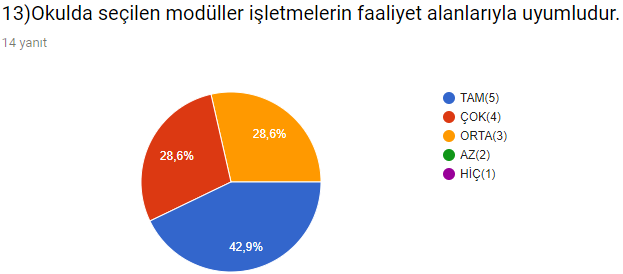 13)Okulda seçilen modüller işletmelerin faaliyet alanlarıyla uyumludur.
14 yanıt
TAM(5)
ÇOK(4)
ORTA(3)
AZ(2)
HİÇ(1)
28,6%
28,6%
42,9%